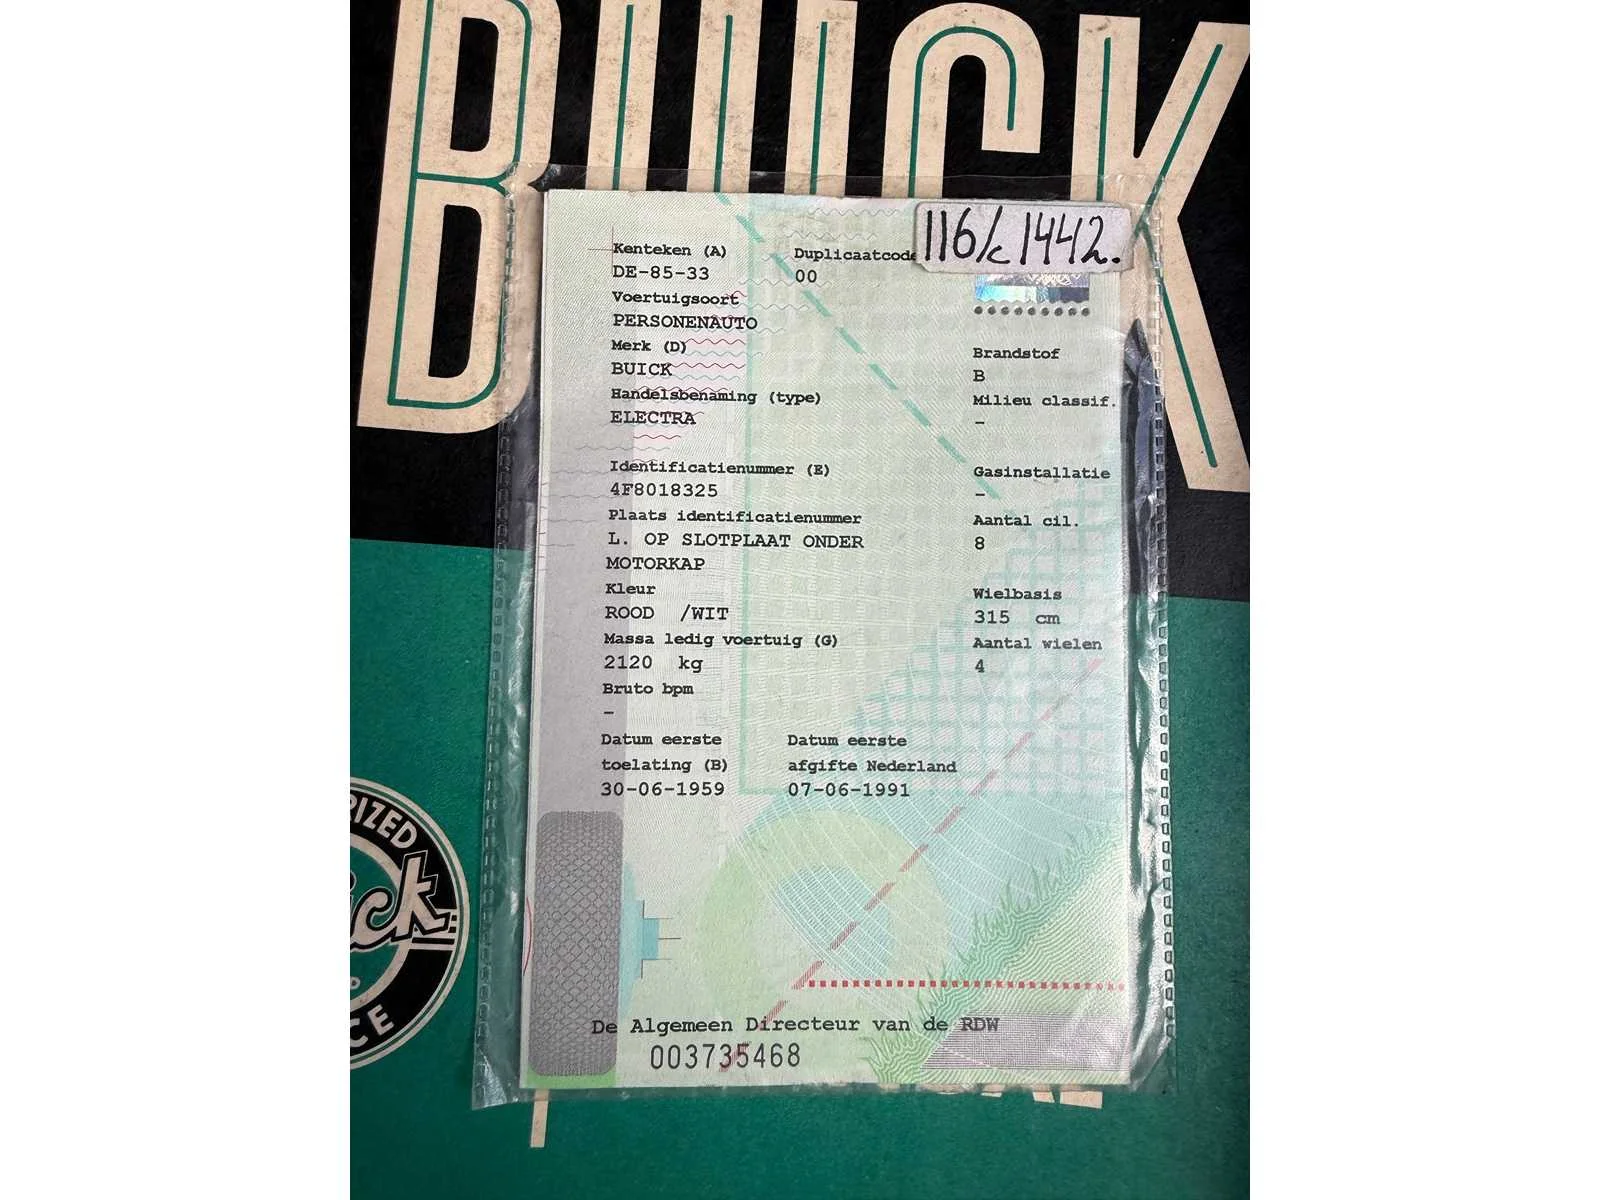 BUICK
116/c 1442.
Kenteken (A) Duplicaatcode
DE-85-33 00
Voertuigsoort
PERSONENAUTO
Merk (D) Brandstof
BUICK B
Handelsbenaming (type) Milieu classif.
ELECTRA -
Identificatienummer (E) Gasinstallatie
4F8018325 -
Plaats identificatienummer Aantal cil.
L. OP SLOTPLAAT ONDER 8
MOTORKAP
Kleur Wielbasis
ROOD /WIT 315 cm
Massa ledig voertuig (G) Aantal wielen
2120 kg 4
Bruto bpm
-
Datum eerste Datum eerste
toelating (B) afgifte Nederland
30-06-1959 07-06-1991
De Algemeen Directeur van de RDW
003735468